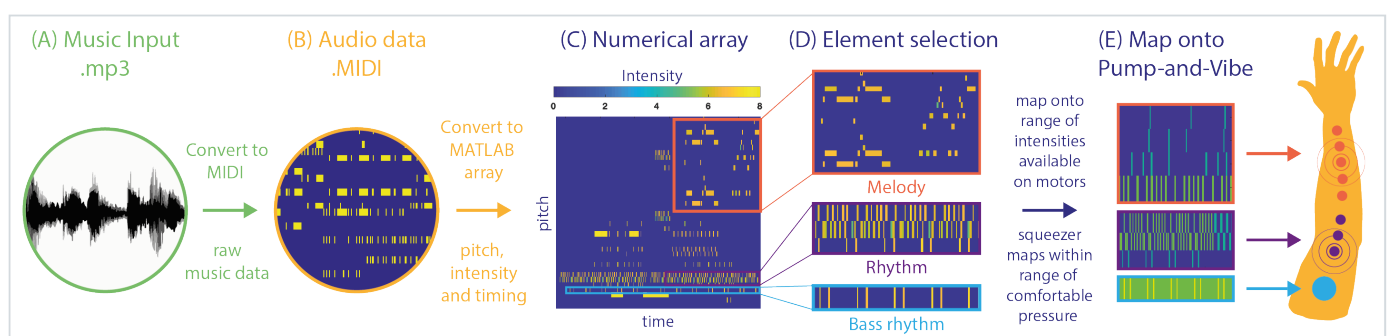 (A) Music Input
.mp3
(B) Audio data
.MIDI
(C) Numerical array
(D) Element selection
(E) Map onto
Pump-and-Vibe
Convert to
MIDI
raw
music data
Convert to
MATLAB
array
pitch,
intensity
and timing
Intensity
0 2 4 6 8
pitch
time
Melody
Rhythm
Bass rhythm
map onto
range of
intensities
available
on motors
squeezer
maps within
range of
comfortable
pressure